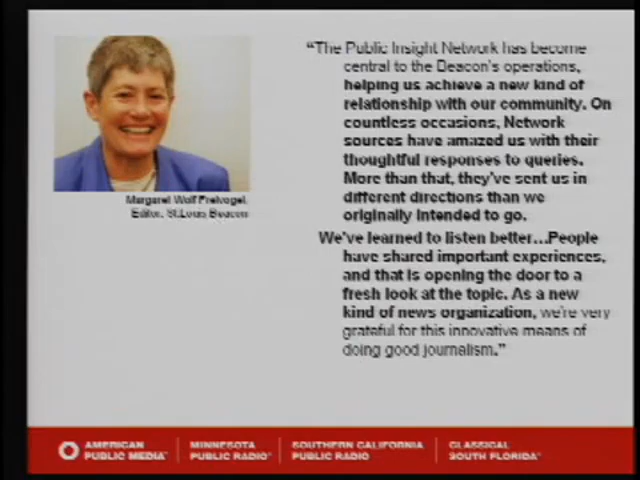 "The Public Insight Network has become
central to the Beacon's operations,
helping us achieve a new kind of
relationship with our community. On
countless occasions, Network
sources have amazed us with their
thoughtful responses to queries.
More than that, they've sent us in
different directions than we
originally intended to go.
We've learned to listen better...People
have shared important experiences,
and that is opening the door to a
fresh look at the topic. As a new
kind of news organization, we're very
grateful for this innovative means of
doing good journalism."
Margaret Wolf Freivogel,
Editor, St.Louis Beacon
AMERICAN
PUBLIC MEDIA™
MINNESOTA
PUBLIC RADIO®
SOUTHERN CALIFORNIA
PUBLIC RADIO
CLASSICAL
SOUTH FLORIDA